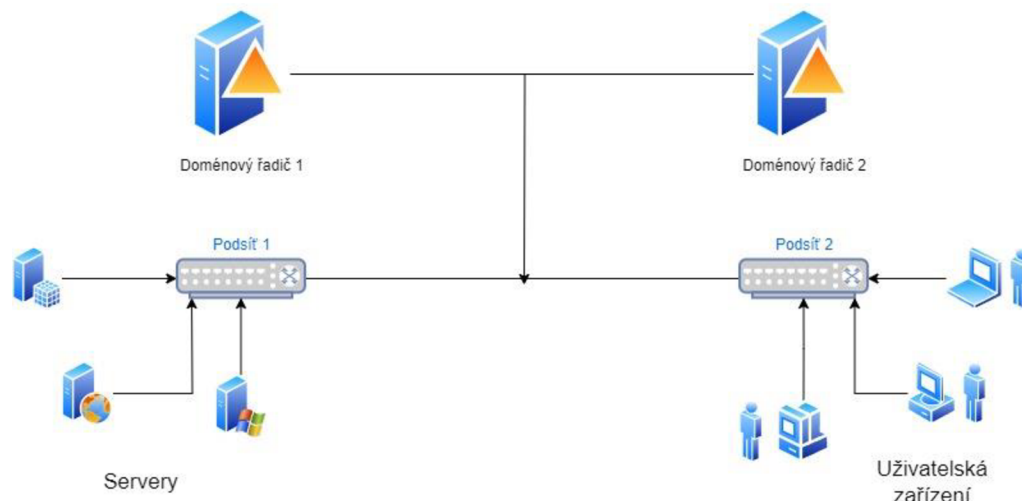 Doménový řadič 1
Doménový řadič 2
Podsíť 1
Podsíť 2
Servery
Uživatelská
zařízení